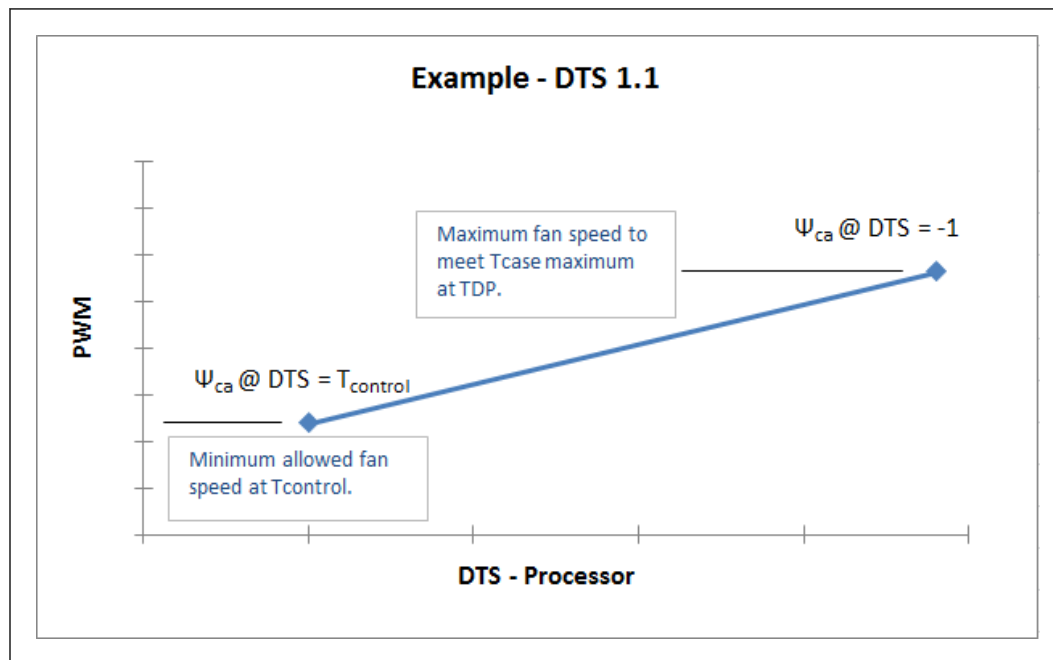 Example - DTS 1.1
Ψca @ DTS = -1
Maximum fan speed to
meet Tcase maximum
at TDP.
PWM
Ψca @ DTS = Tcontrol
Minimum allowed fan
speed at Tcontrol.
DTS - Processor